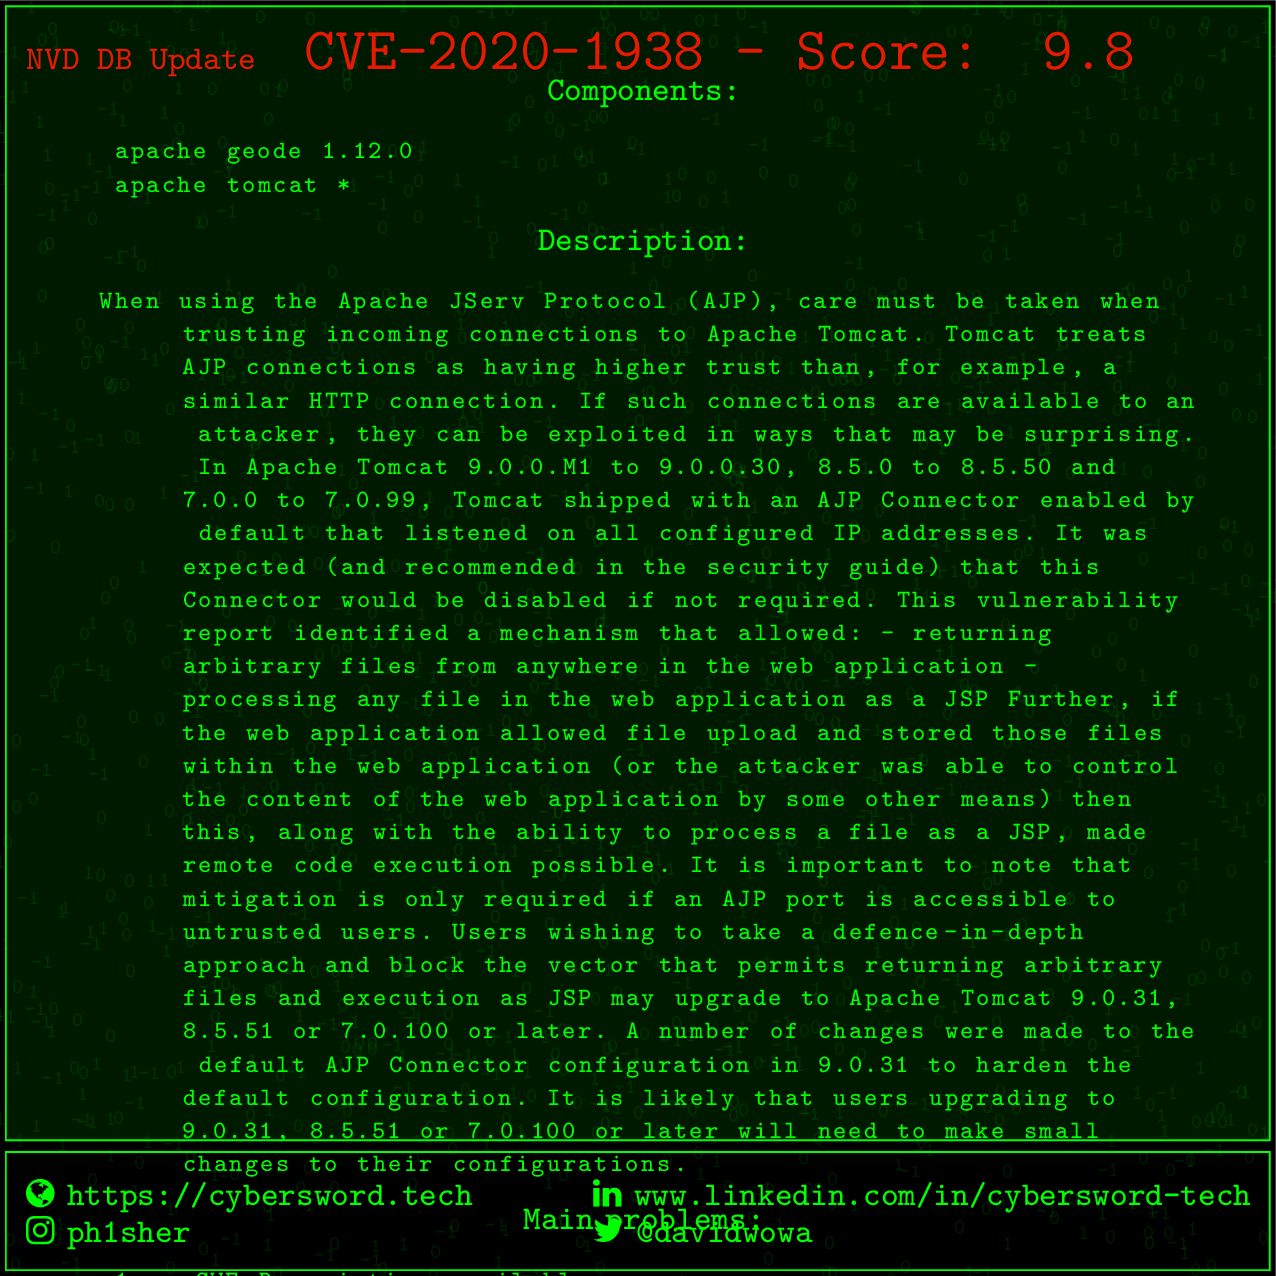 NVD DB Update CVE-2020-1938 - Score: 9.8
Components:
apache geode 1.12.0
apache tomcat *
Description:
When using the Apache JServ Protocol (AJP), care must be taken when
trusting incoming connections to Apache Tomcat. Tomcat treats
AJP connections as having higher trust than, for example, a
similar HTTP connection. If such connections are available to an
attacker, they can be exploited in ways that may be surprising.
In Apache Tomcat 9.0.0.M1 to 9.0.0.30, 8.5.0 to 8.5.50 and
7.0.0 to 7.0.99, Tomcat shipped with an AJP Connector enabled by
default that listened on all configured IP addresses. It was
expected (and recommended in the security guide) that this
Connector would be disabled if not required. This vulnerability
report identified a mechanism that allowed: - returning
arbitrary files from anywhere in the web application -
processing any file in the web application as a JSP Further, if
the web application allowed file upload and stored those files
within the web application (or the attacker was able to control
the content of the web application by some other means) then
this, along with the ability to process a file as a JSP, made
remote code execution possible. It is important to note that
mitigation is only required if an AJP port is accessible to
untrusted users. Users wishing to take a defence-in-depth
approach and block the vector that permits returning arbitrary
files and execution as JSP may upgrade to Apache Tomcat 9.0.31,
8.5.51 or 7.0.100 or later. A number of changes were made to the
default AJP Connector configuration in 9.0.31 to harden the
default configuration. It is likely that users upgrading to
9.0.31, 8.5.51 or 7.0.100 or later will need to make small
changes to their configurations.
https://cybersword.tech www.linkedin.com/in/cybersword-tech
Main problems:
ph1sher @davidwowa